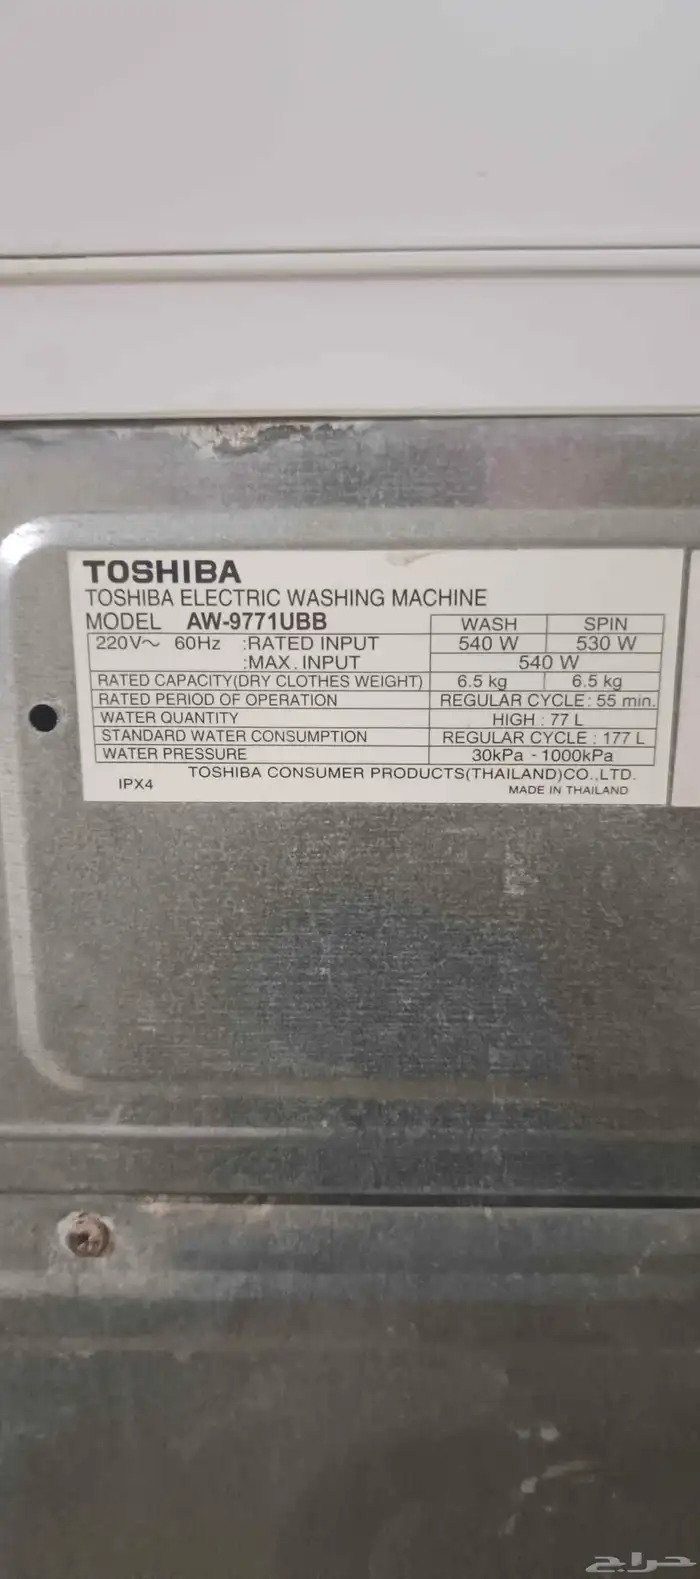 TOSHIBA
TOSHIBA ELECTRIC WASHING MACHINE
MODEL AW-9771UBB WASH SPIN
220V~ 60Hz :RATED INPUT 540 W 530 W
:MAX. INPUT 540 W
RATED CAPACITY(DRY CLOTHES WEIGHT) 6.5 kg 6.5 kg
RATED PERIOD OF OPERATION REGULAR CYCLE: 55 min.
WATER QUANTITY HIGH : 77 L
STANDARD WATER CONSUMPTION REGULAR CYCLE : 177 L
WATER PRESSURE 30kPa - 1000kPa
IPX4 TOSHIBA CONSUMER PRODUCTS(THAILAND)CO.,LTD.
MADE IN THAILAND
حراج